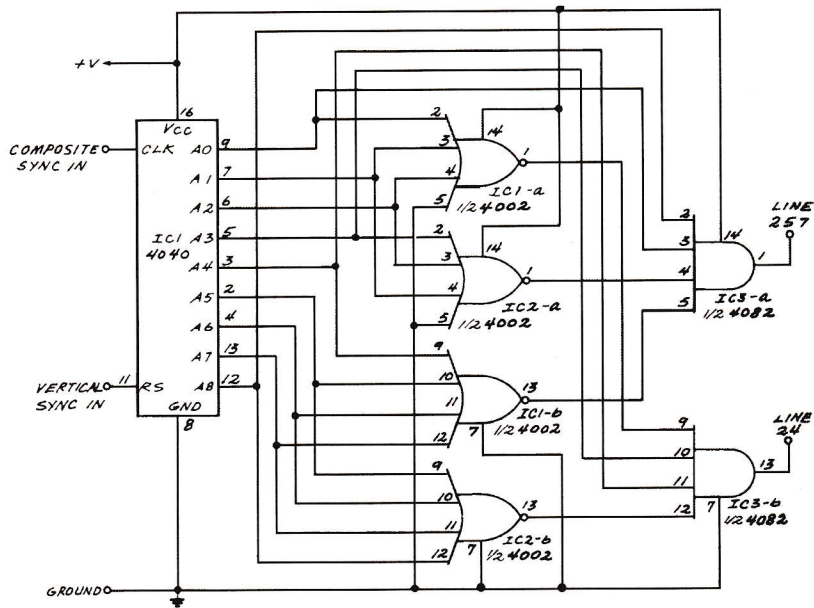 +V
16
VCC
COMPOSITE
SYNC IN
CLK
A0 9
A1 7
A2 6
A3 5
A4 3
A5 2
A6 4
A7 13
A8 12
IC1
4040
VERTICAL
SYNC IN
11 RS
GND
8
GROUND
2
3
4
5
14
1
IC1-a
1/2 4002
2
3
4
5
14
1
IC2-a
1/2 4002
9
10
11
12
7
13
IC1-b
1/2 4002
9
10
11
12
7
13
IC2-b
1/2 4002
2
3
4
5
14
1
IC3-a
1/2 4082
LINE
257
9
10
11
12
7
13
IC3-b
1/2 4082
LINE
24